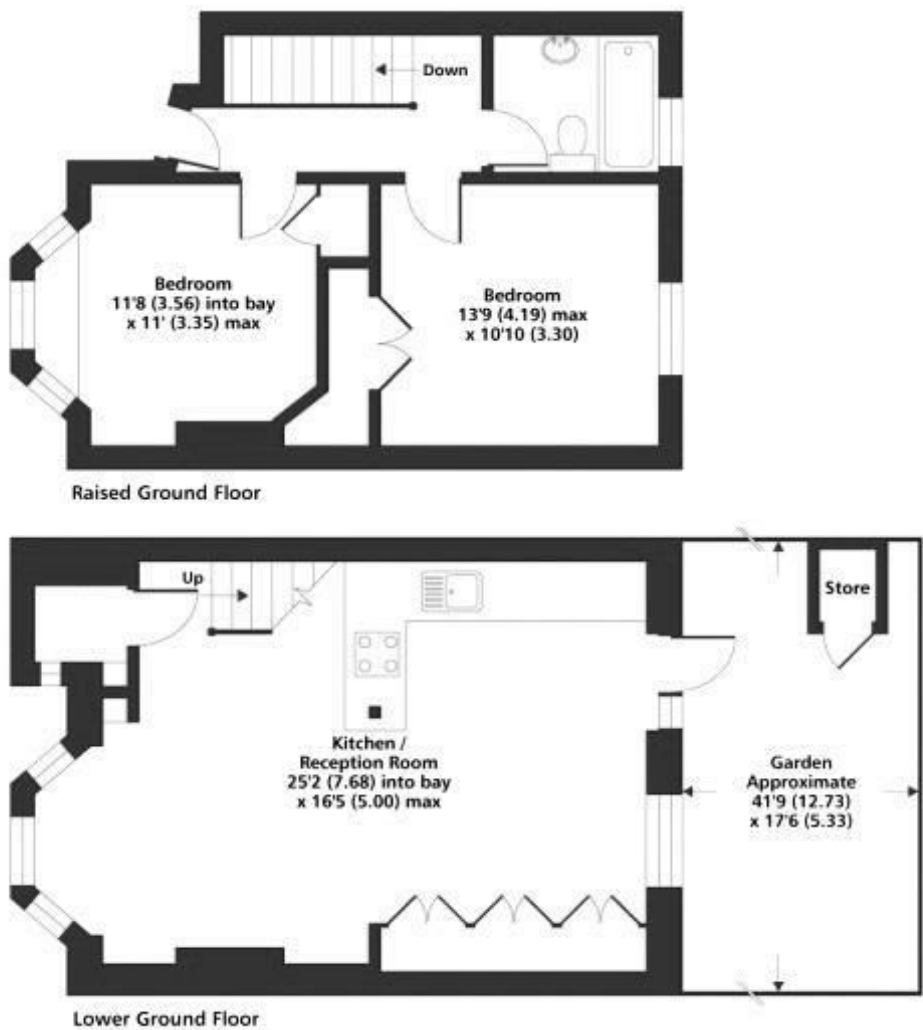 Down
Bedroom
11'8 (3.56) into bay
x 11' (3.35) max
Bedroom
13'9 (4.19) max
x 10'10 (3.30)
Raised Ground Floor
Up
Store
Kitchen /
Reception Room
25'2 (7.68) into bay
x 16'5 (5.00) max
Garden
Approximate
41'9 (12.73)
x 17'6 (5.33)
Lower Ground Floor